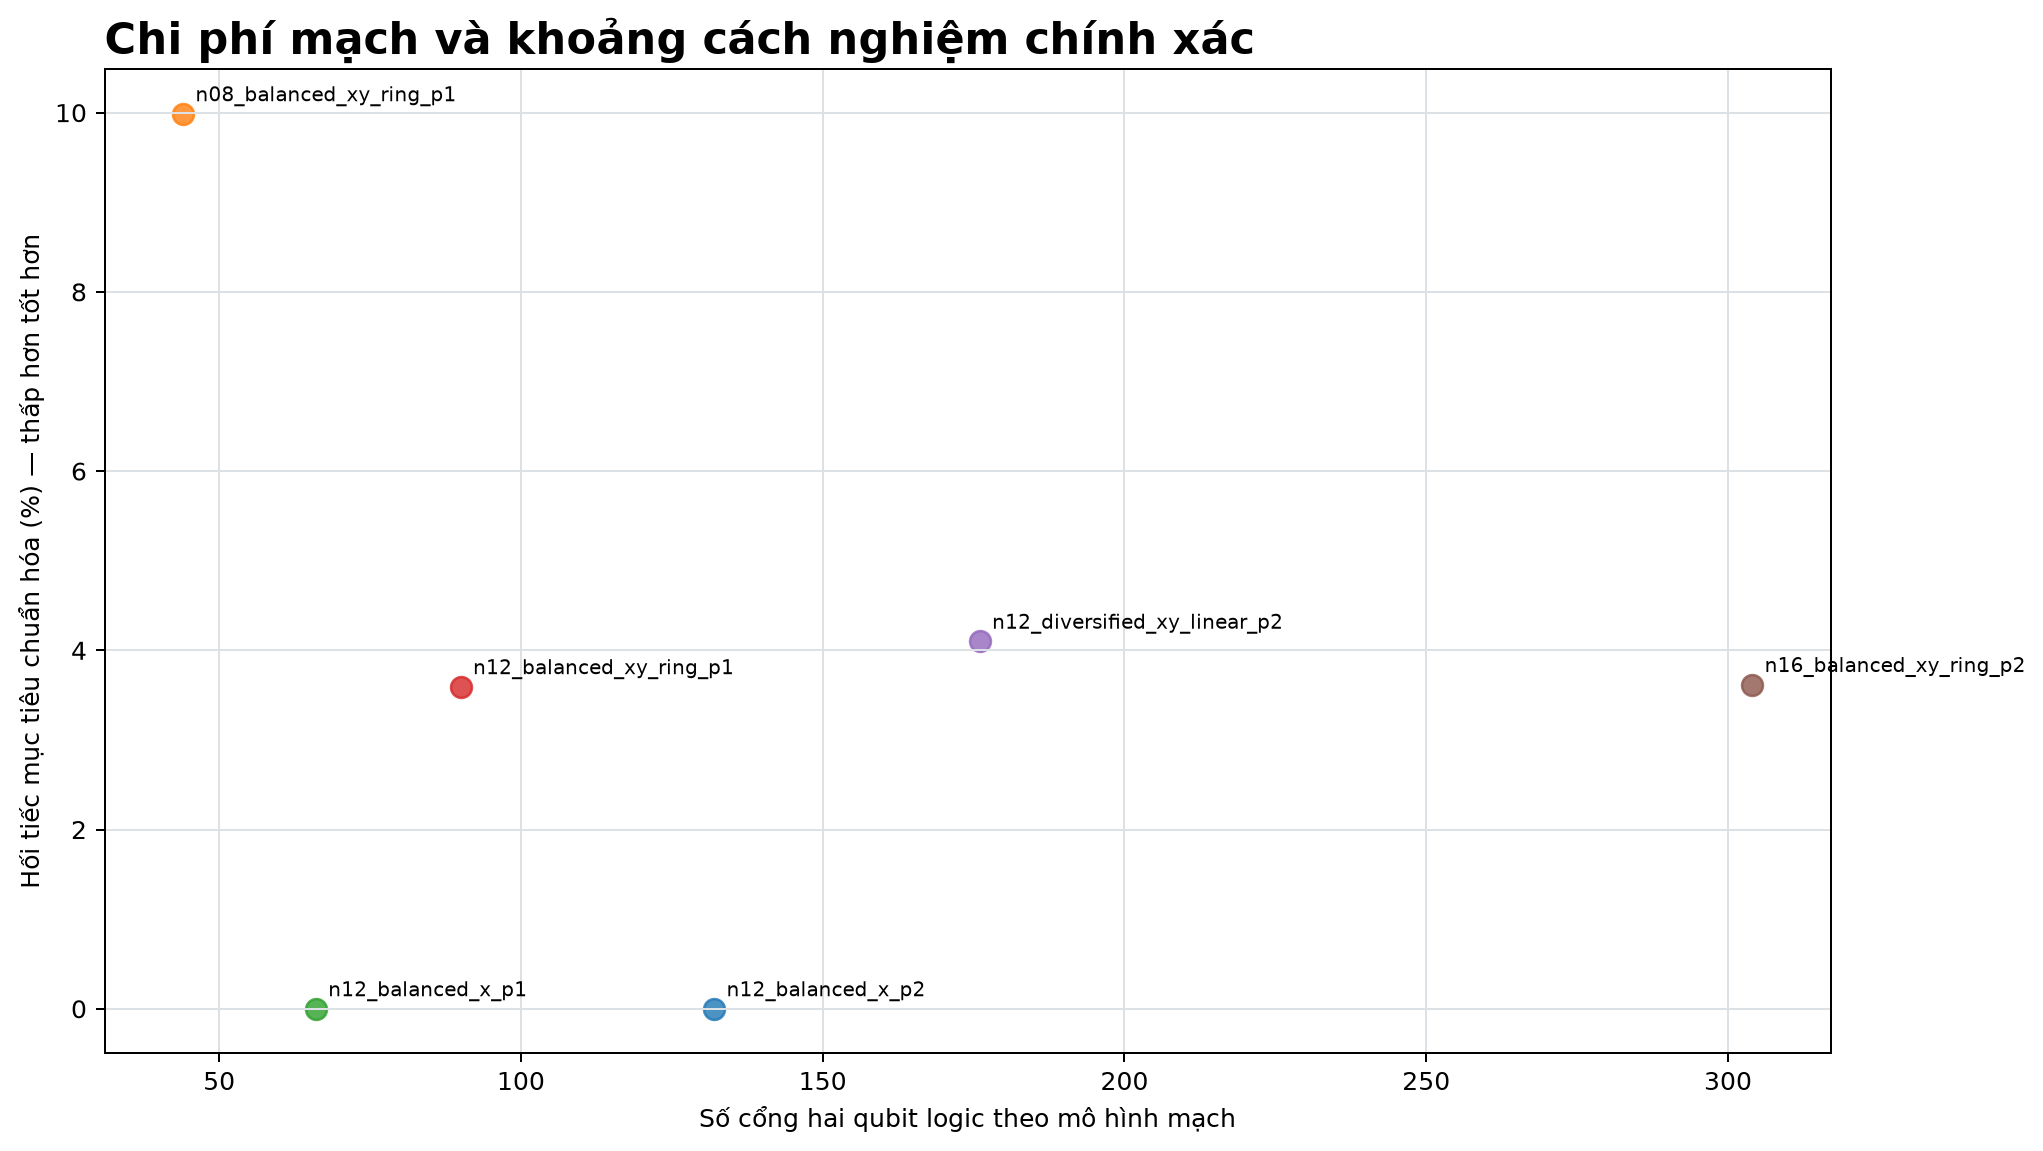 Chi phí mạch và khoảng cách nghiệm chính xác
n08_balanced_xy_ring_p1
10
8
6
4
2
0
Hối tiếc mục tiêu chuẩn hóa (%) — thấp hơn tốt hơn
n12_diversified_xy_linear_p2
n12_balanced_xy_ring_p1
n16_balanced_xy_ring_p2
n12_balanced_x_p1
n12_balanced_x_p2
50
100
150
200
250
300
Số cổng hai qubit logic theo mô hình mạch